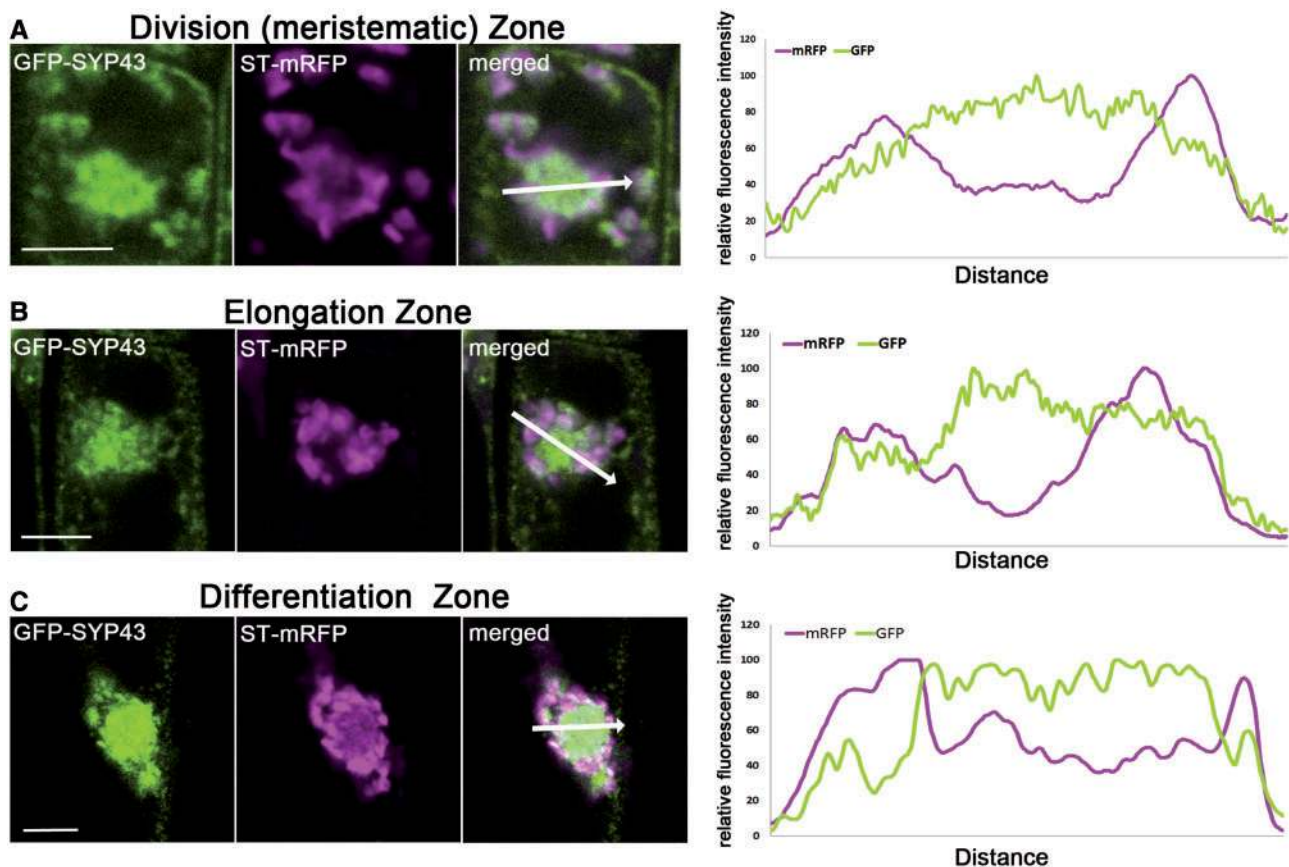 A
Division (meristematic) Zone
GFP-SYP43
ST-mRFP
merged
relative fluorescence intensity
mRFP
GFP
120
100
80
60
40
20
0
Distance
B
Elongation Zone
GFP-SYP43
ST-mRFP
merged
relative fluorescence intensity
mRFP
GFP
120
100
80
60
40
20
0
Distance
C
Differentiation Zone
GFP-SYP43
ST-mRFP
merged
relative fluorescence intensity
mRFP
GFP
120
100
80
60
40
20
0
Distance